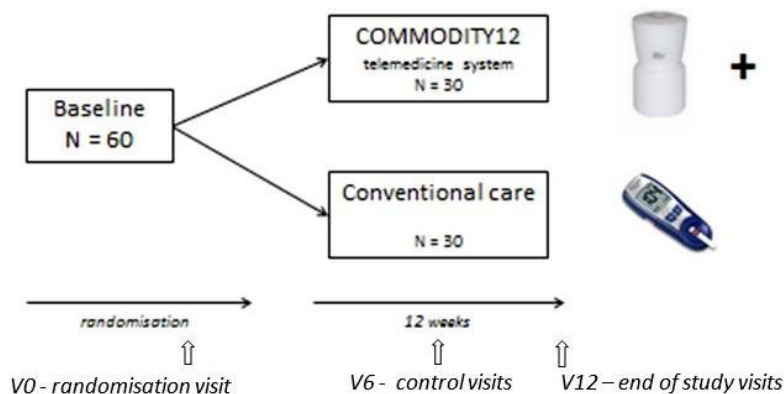 COMMODITY12
telemedicine system
N = 30
+
Baseline
N = 60
Conventional care
N = 30
randomisation
12 weeks
V0 - randomisation visit
V6 - control visits
V12 – end of study visits